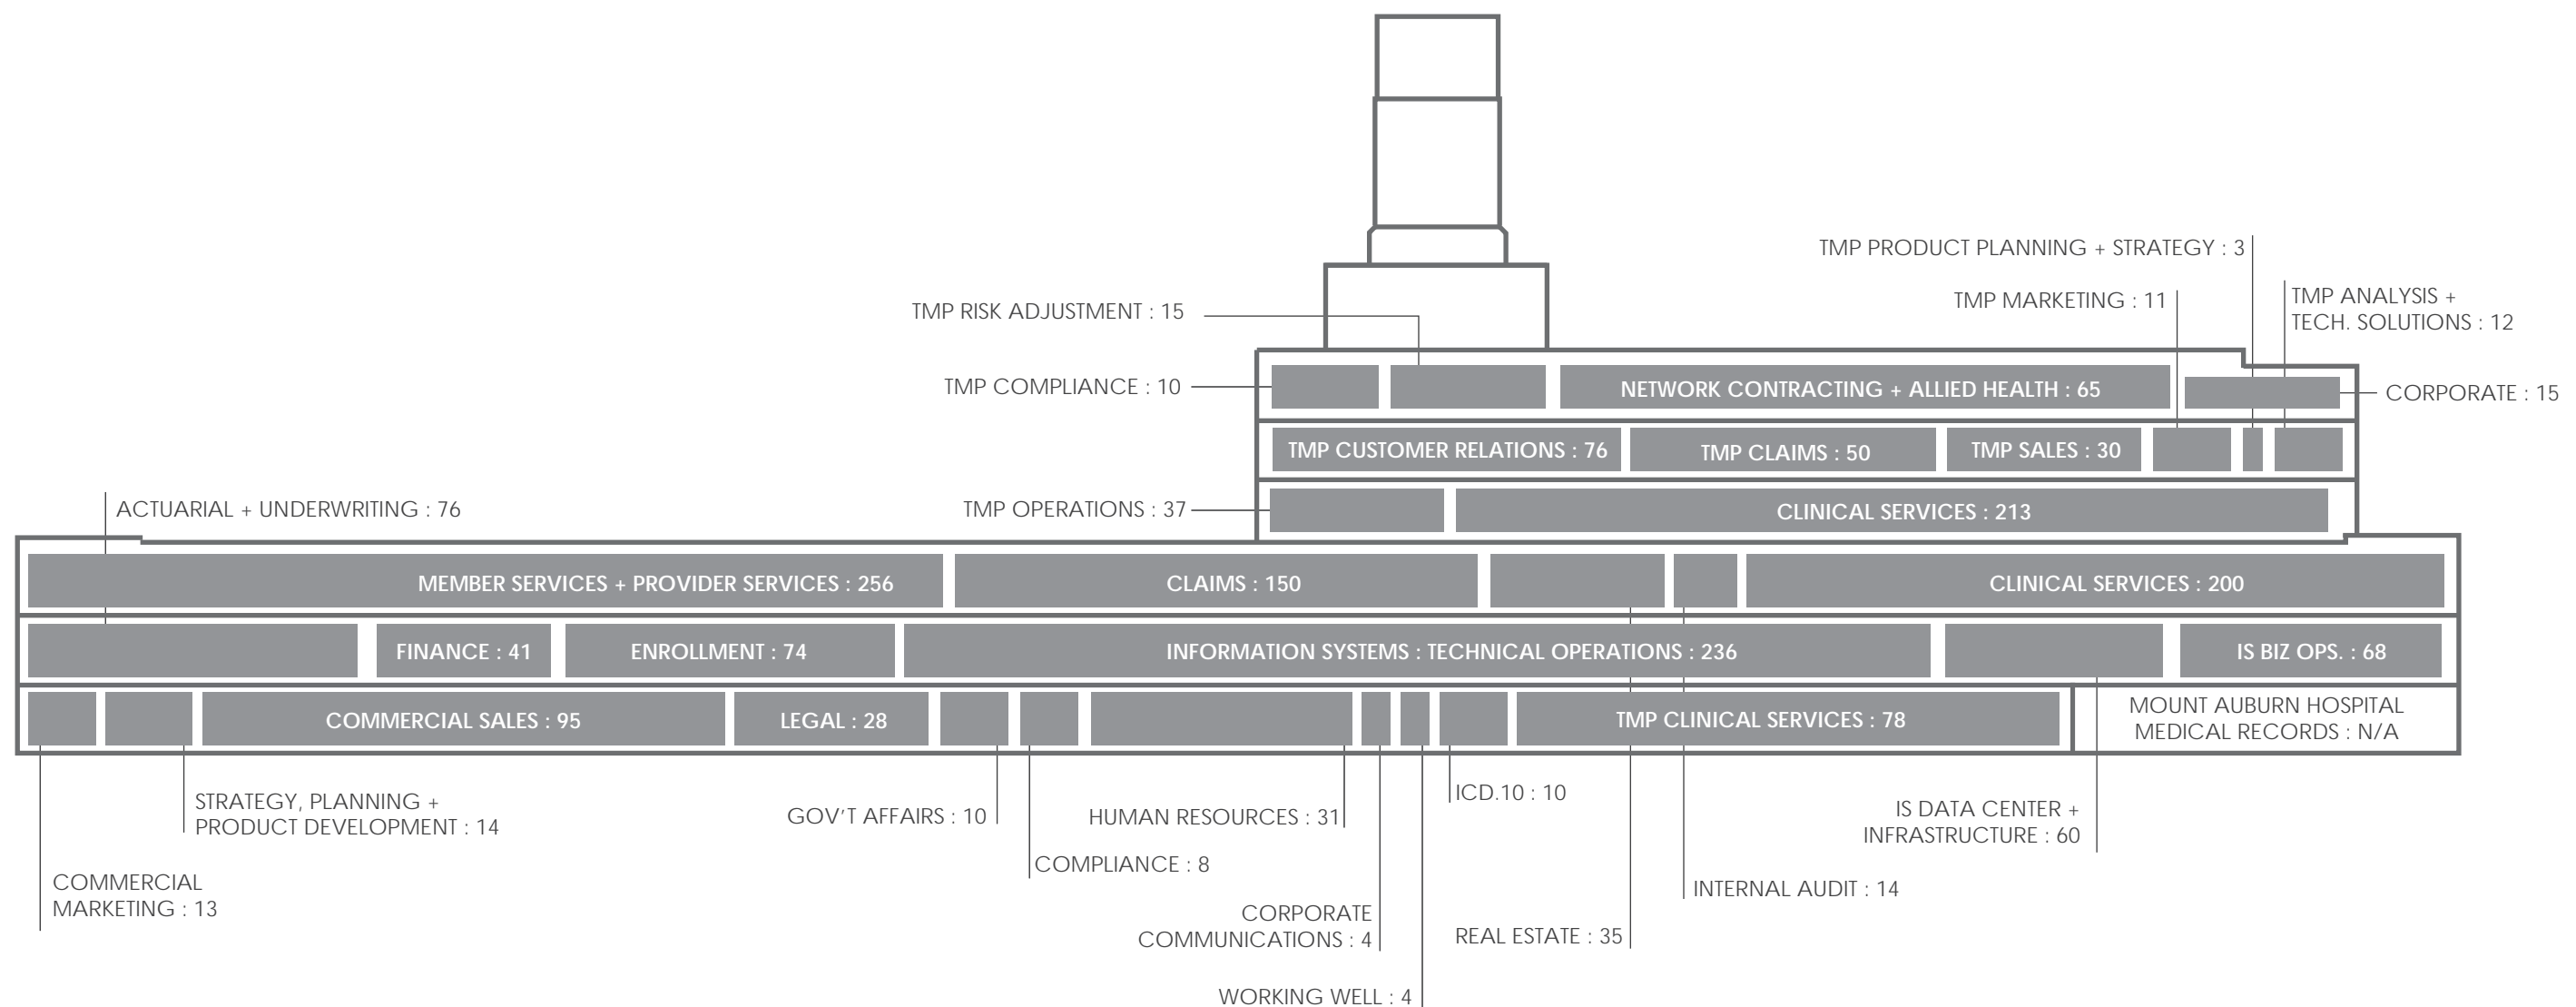 TMP PRODUCT PLANNING + STRATEGY : 3
TMP RISK ADJUSTMENT : 15
TMP MARKETING : 11
TMP ANALYSIS +
TECH. SOLUTIONS : 12
TMP COMPLIANCE : 10
NETWORK CONTRACTING + ALLIED HEALTH : 65
CORPORATE : 15
TMP CUSTOMER RELATIONS : 76
TMP CLAIMS : 50
TMP SALES : 30
ACTUARIAL + UNDERWRITING : 76
TMP OPERATIONS : 37
CLINICAL SERVICES : 213
MEMBER SERVICES + PROVIDER SERVICES : 256
CLAIMS : 150
CLINICAL SERVICES : 200
FINANCE : 41
ENROLLMENT : 74
INFORMATION SYSTEMS : TECHNICAL OPERATIONS : 236
IS BIZ OPS. : 68
COMMERCIAL SALES : 95
LEGAL : 28
TMP CLINICAL SERVICES : 78
MOUNT AUBURN HOSPITAL
MEDICAL RECORDS : N/A
STRATEGY, PLANNING +
PRODUCT DEVELOPMENT : 14
GOV'T AFFAIRS : 10
HUMAN RESOURCES : 31
ICD.10 : 10
IS DATA CENTER +
INFRASTRUCTURE : 60
COMPLIANCE : 8
COMMERCIAL
MARKETING : 13
INTERNAL AUDIT : 14
CORPORATE
COMMUNICATIONS : 4
REAL ESTATE : 35
WORKING WELL : 4